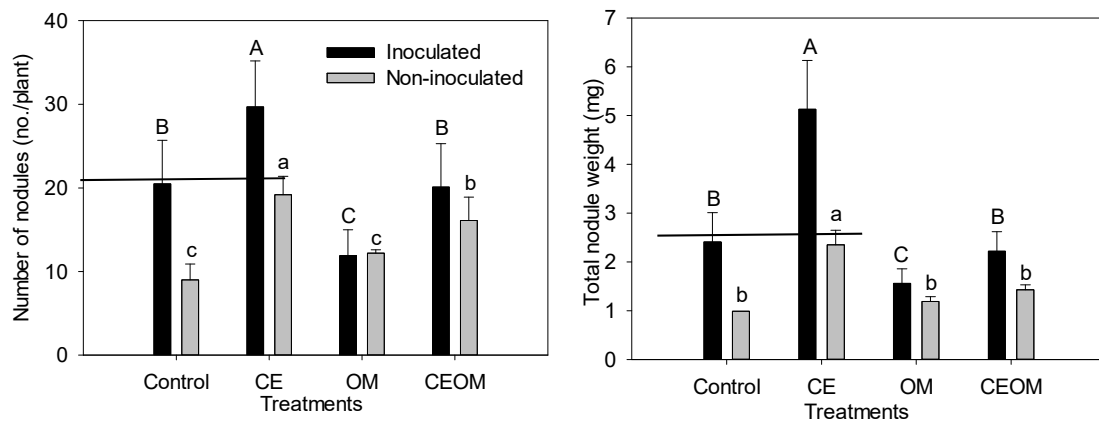 Number of nodules (no./plant)
40
30
20
10
0
Inoculated
Non-inoculated
B
c
A
a
C
c
B
b
Control CE OM CEOM
Treatments
Total nodule weight (mg)
7
6
5
4
3
2
1
0
B
b
A
a
C
b
B
b
Control CE OM CEOM
Treatments